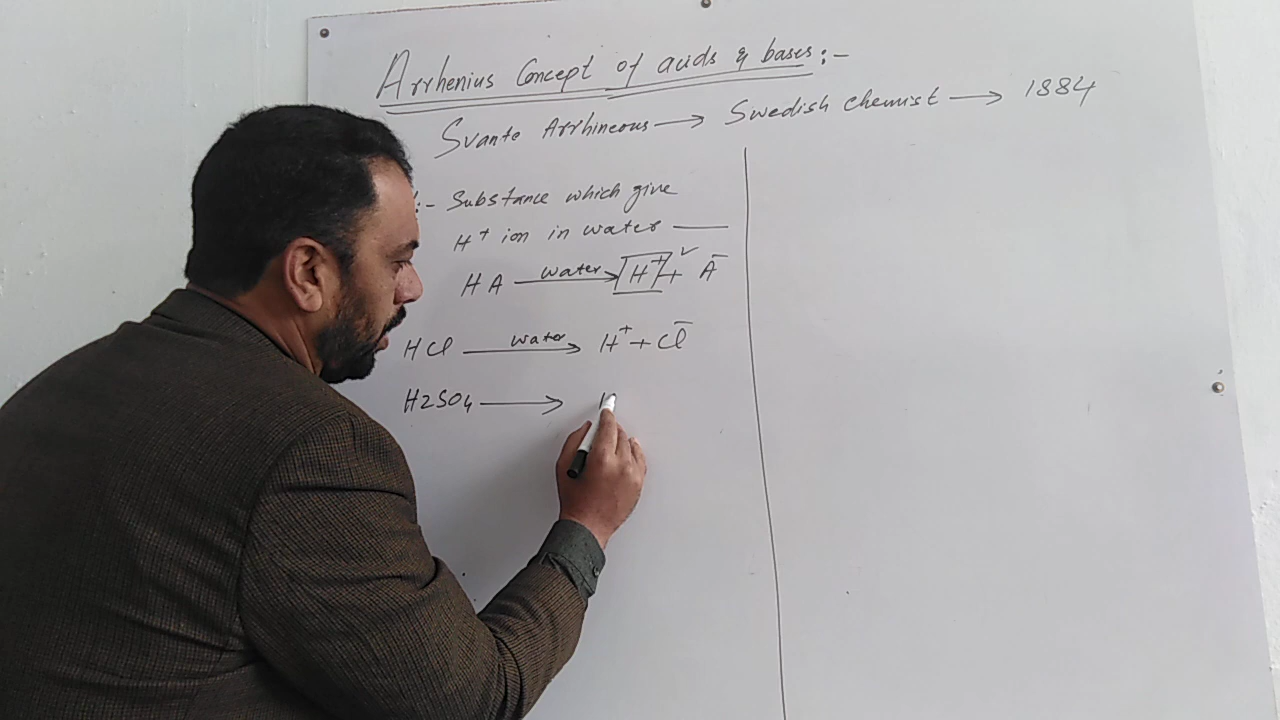 Arrhenius Concept of acids & bases:-
Svante Arrhineous → Swedish chemist → 1884
:- Substance which give
H⁺ ion in water —
HA water→ H⁺ + A⁻
HCl water→ H⁺ + Cl⁻
H2SO4 → H